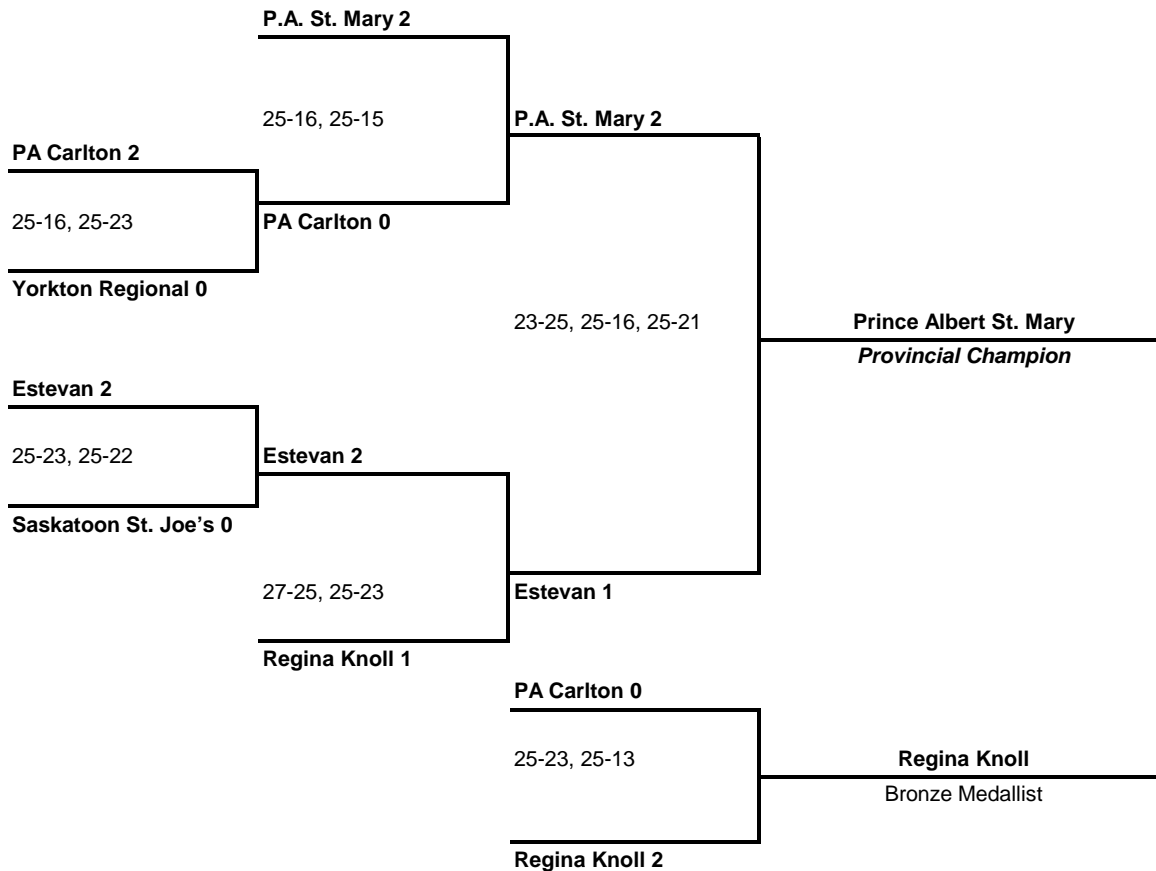 P.A. St. Mary 2
25-16, 25-15
P.A. St. Mary 2
PA Carlton 2
25-16, 25-23
PA Carlton 0
Yorkton Regional 0
23-25, 25-16, 25-21
Prince Albert St. Mary
Provincial Champion
Estevan 2
25-23, 25-22
Estevan 2
Saskatoon St. Joe’s 0
27-25, 25-23
Estevan 1
Regina Knoll 1
PA Carlton 0
25-23, 25-13
Regina Knoll
Bronze Medallist
Regina Knoll 2